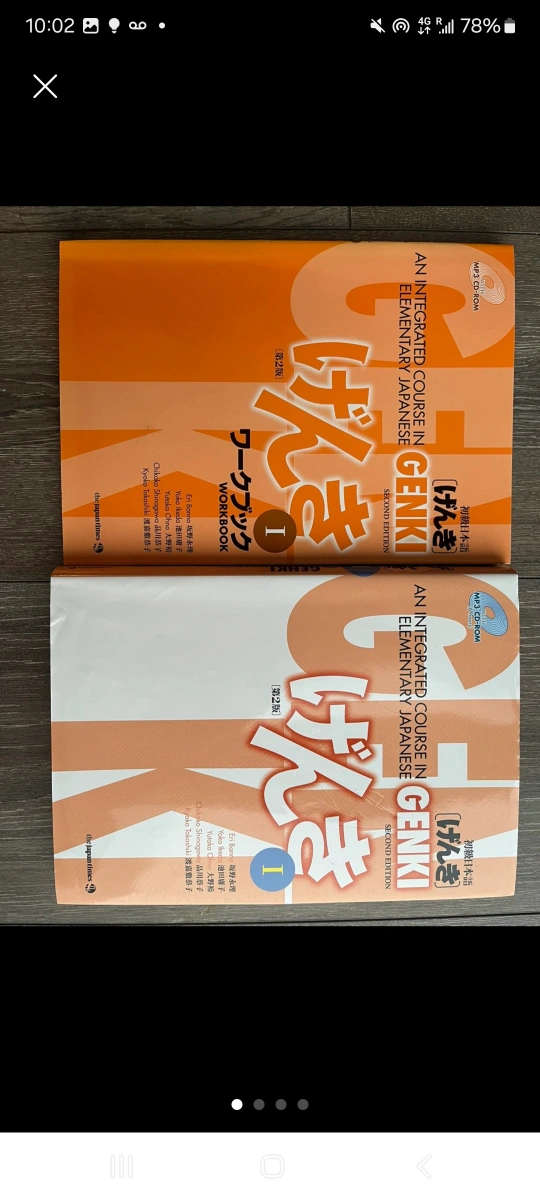 10:02
4G
R
78%
with
MP3 CD-ROM
AN INTEGRATED COURSE IN
ELEMENTARY JAPANESE
初級日本語
[げんき]
GENKI
SECOND EDITION
げんき
[第2版]
I
ワークブック
WORKBOOK
Eri Banno 坂野永理
Yoko Ikeda 池田庸子
Yutaka Ohno 大野裕
Chikako Shinagawa 品川恭子
Kyoko Tokashiki 渡嘉敷恭子
the japan times
GENKI
MP3 CD-ROM
AN INTEGRATED COURSE IN
ELEMENTARY JAPANESE
初級日本語
[げんき]
GENKI
SECOND EDITION
げんき
[第2版]
I
Eri Banno 坂野永理
Yoko Ikeda 池田庸子
Yutaka Ohno 大野裕
Chikako Shinagawa 品川恭子
Kyoko Tokashiki 渡嘉敷恭子
the japan times